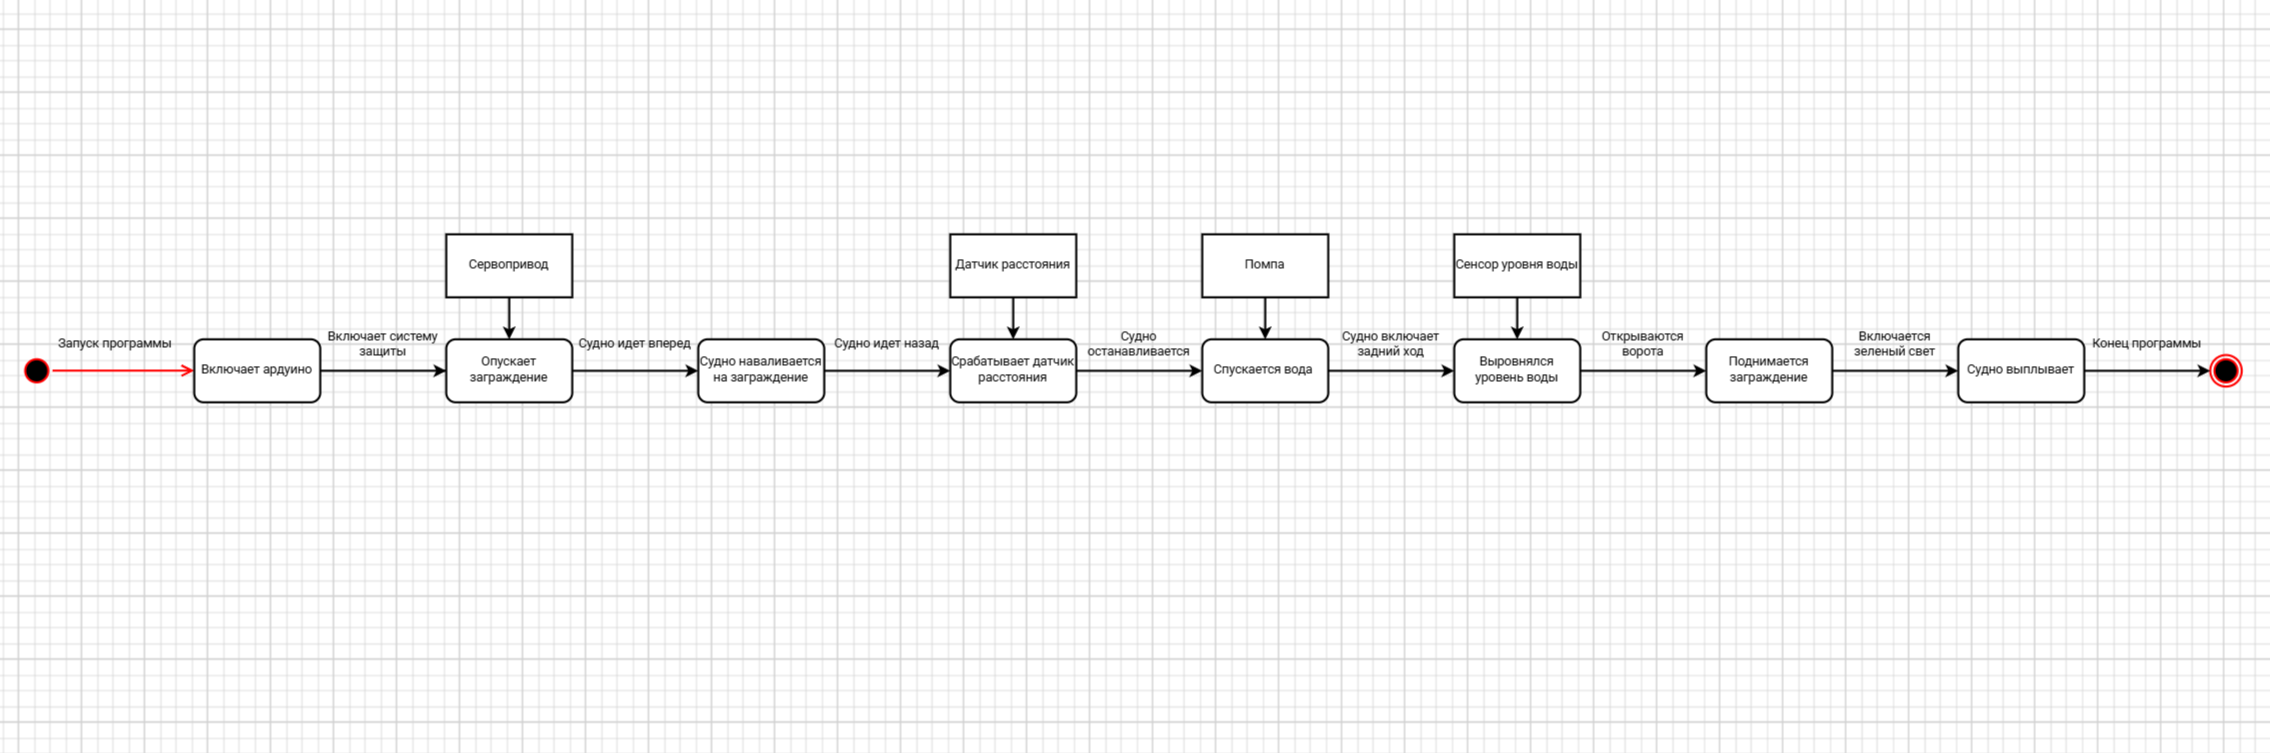 Сервопривод
Датчик расстояния
Помпа
Сенсор уровня воды
Запуск программы
Включает ардуино
Включает систему
защиты
Опускает
заграждение
Судно идет вперед
Судно наваливается
на заграждение
Судно идет назад
Срабатывает датчик
расстояния
Судно
останавливается
Спускается вода
Судно включает
задний ход
Выровнялся
уровень воды
Открываются
ворота
Поднимается
заграждение
Включается
зеленый свет
Судно выплывает
Конец программы